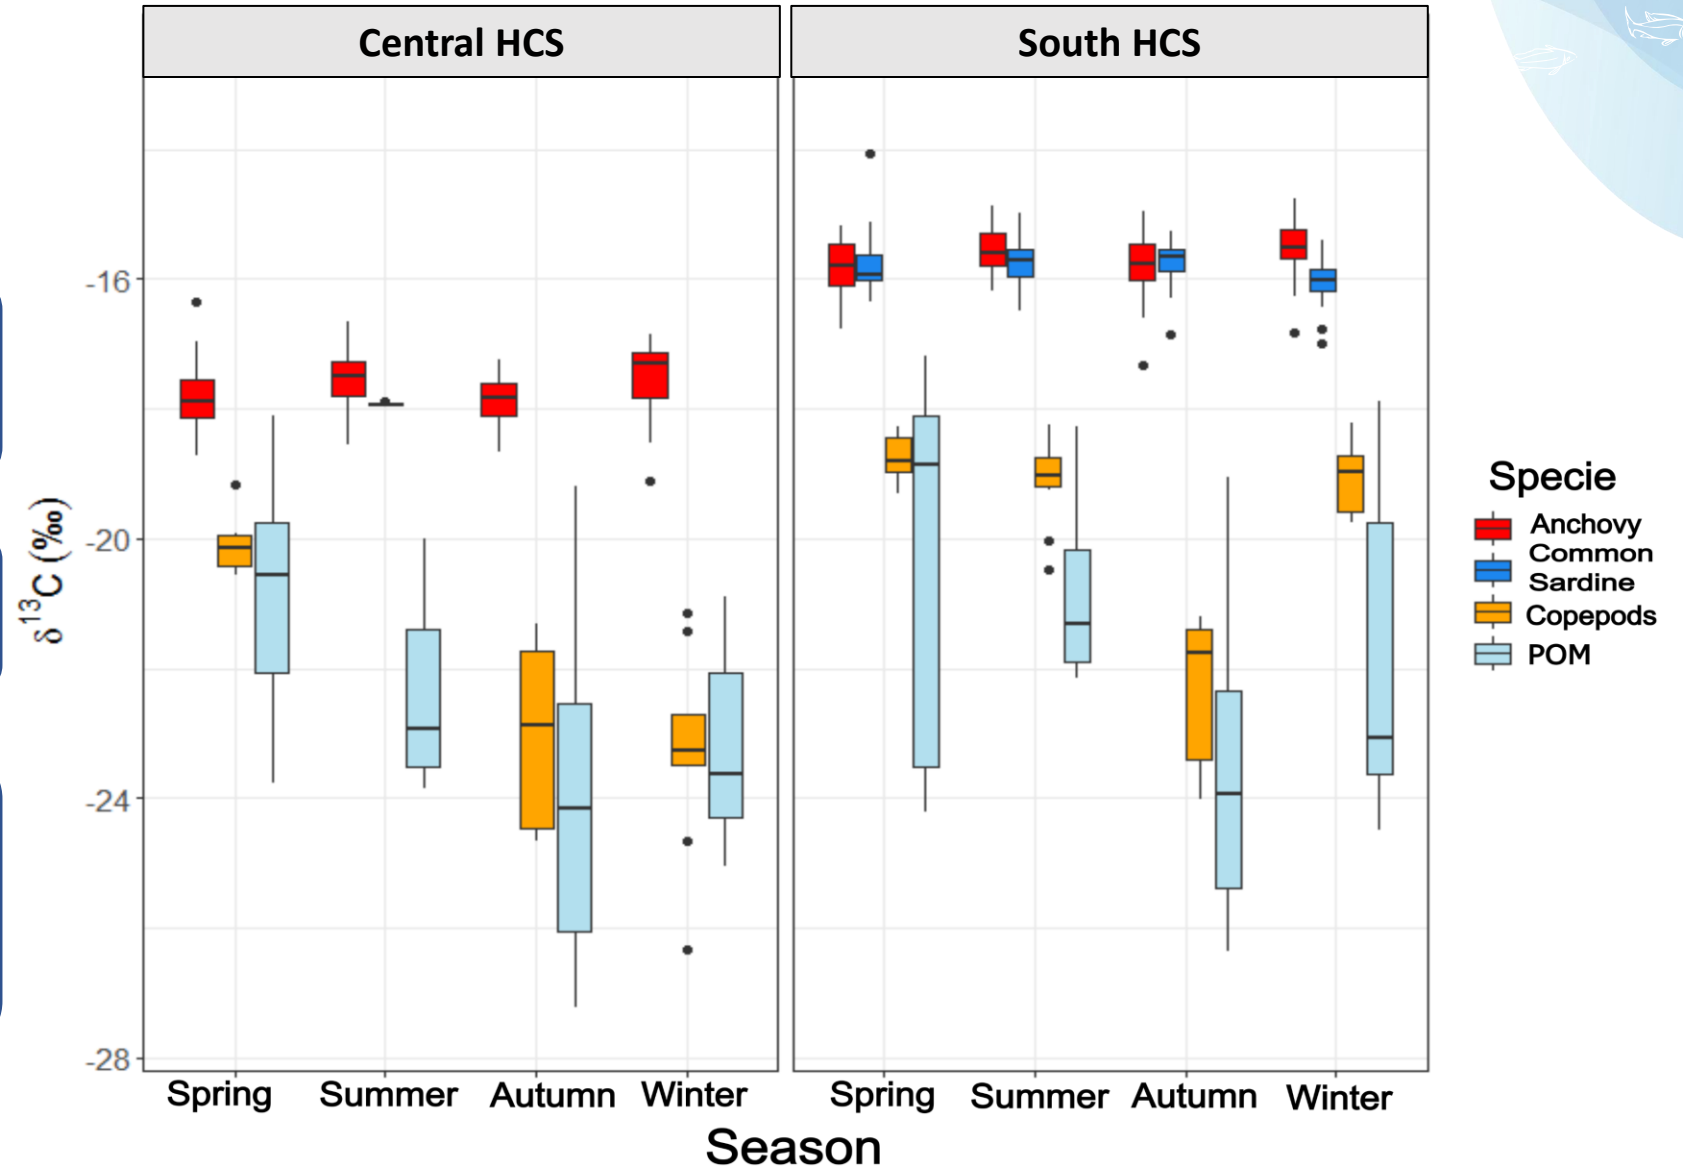 Central HCS
South HCS
δ13C (‰)
-16
-20
-24
-28
Spring
Summer
Autumn
Winter
Spring
Summer
Autumn
Winter
Season
Specie
Anchovy
Common
Sardine
Copepods
POM